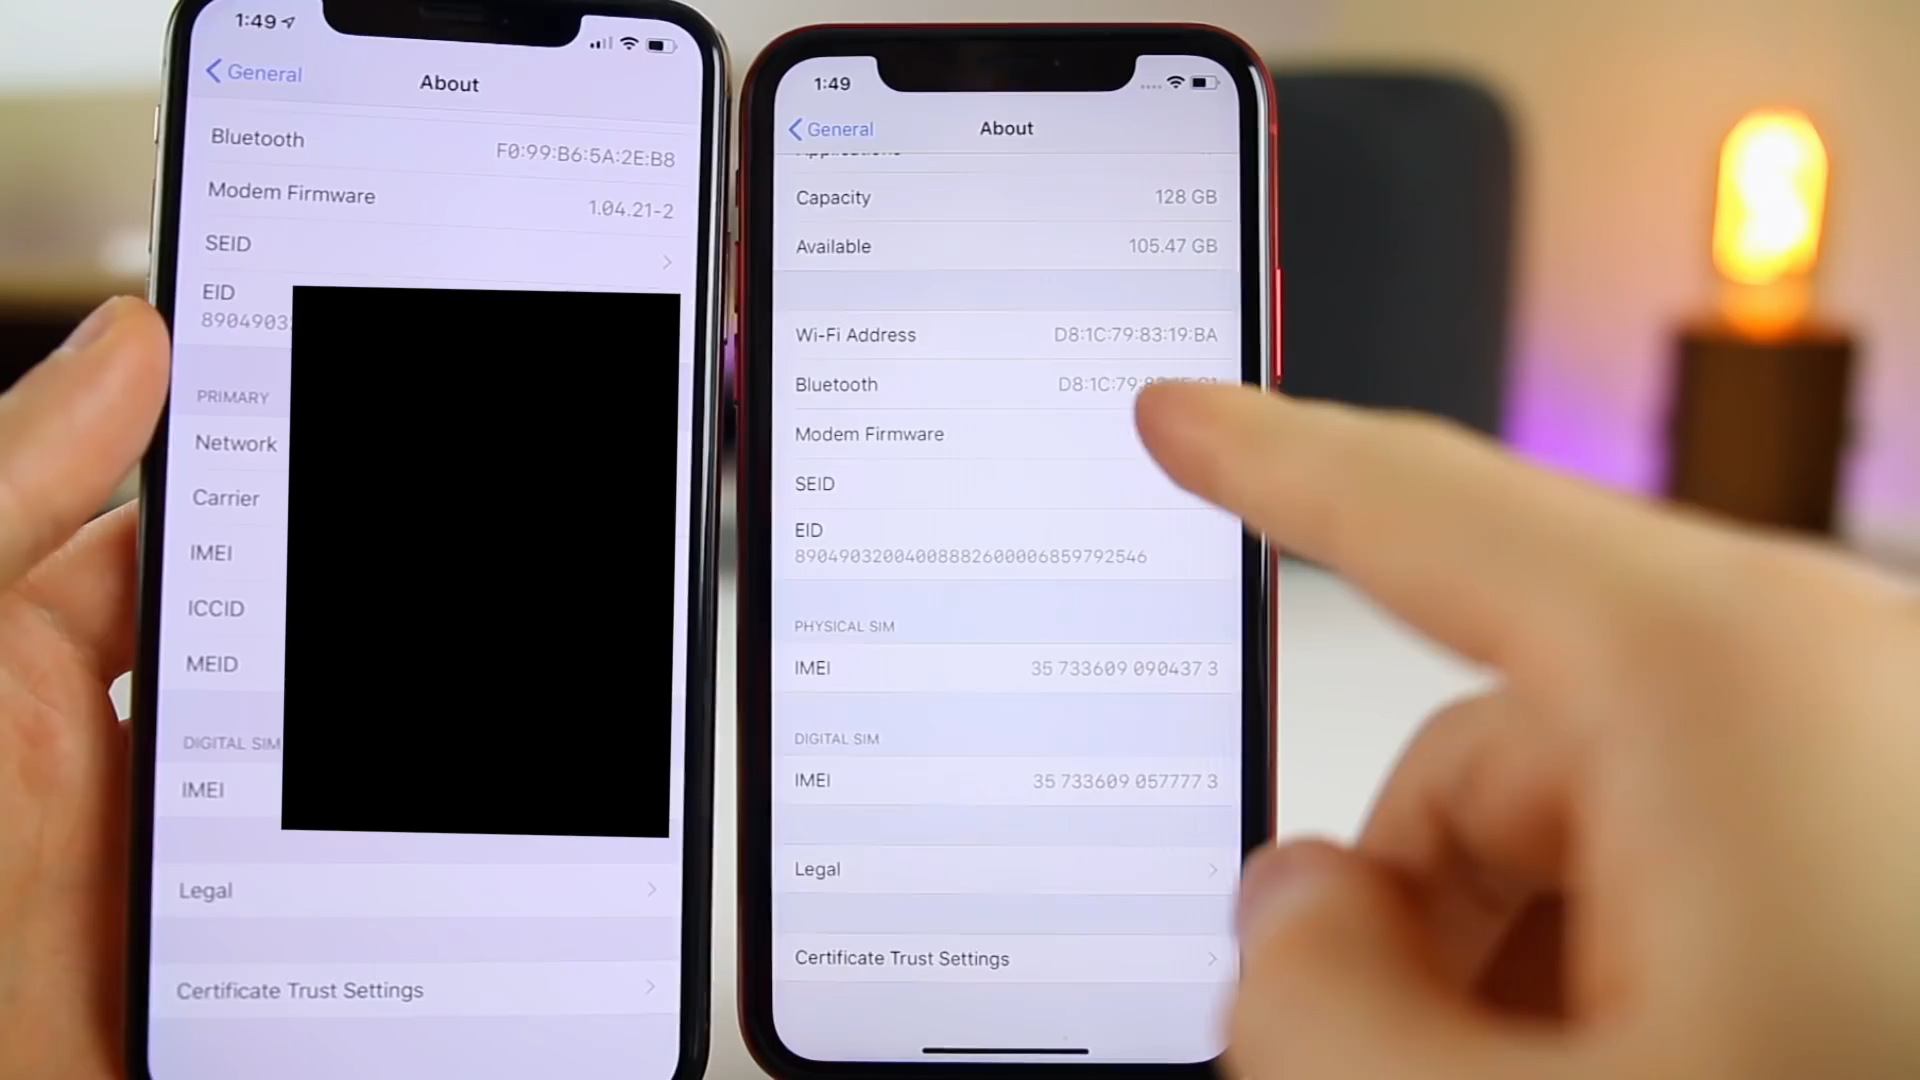 1:49
General
About
Bluetooth
F0:99:B6:5A:2E:B8
Modem Firmware
1.04.21-2
SEID
EID
8904903
PRIMARY
Network
Carrier
IMEI
ICCID
MEID
DIGITAL SIM
IMEI
Legal
Certificate Trust Settings
1:49
General
About
Capacity
128 GB
Available
105.47 GB
Wi-Fi Address
D8:1C:79:83:19:BA
Bluetooth
D8:1C:79:
Modem Firmware
SEID
EID
89049032004008882600006859792546
PHYSICAL SIM
IMEI
35 733609 090437 3
DIGITAL SIM
IMEI
35 733609 057777 3
Legal
Certificate Trust Settings